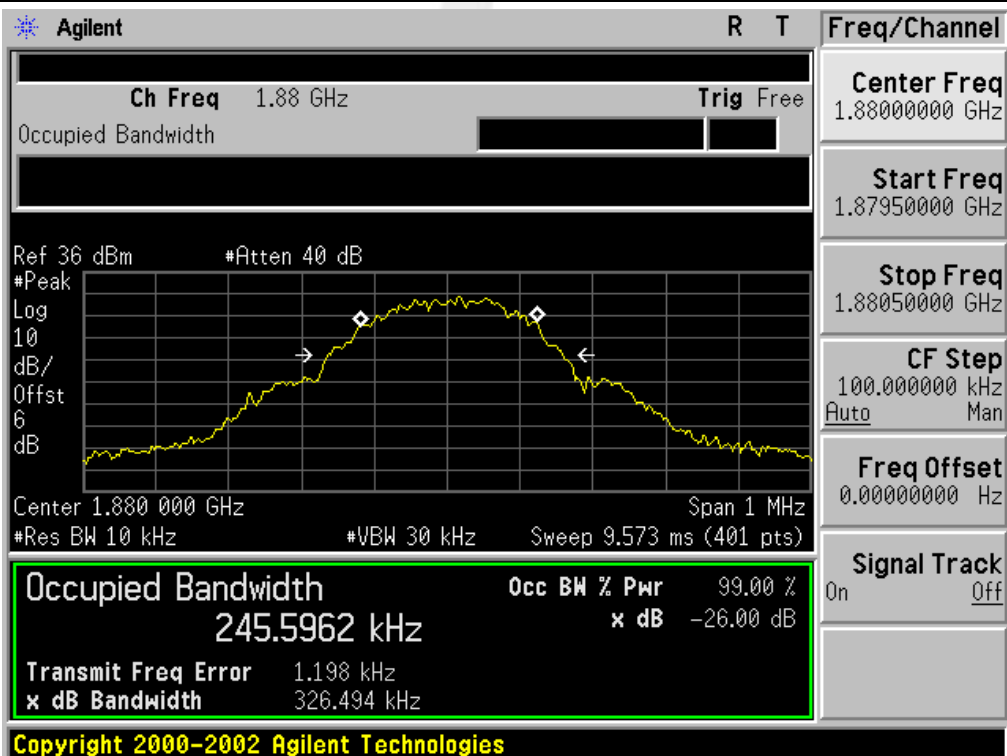 Agilent R T
Ch Freq 1.88 GHz Trig Free
Occupied Bandwidth
Ref 36 dBm #Atten 40 dB
#Peak
Log
10
dB/
Offst
6
dB
Center 1.880 000 GHz Span 1 MHz
#Res BW 10 kHz #VBW 30 kHz Sweep 9.573 ms (401 pts)
Occupied Bandwidth Occ BW % Pwr 99.00 %
245.5962 kHz x dB -26.00 dB
Transmit Freq Error 1.198 kHz
x dB Bandwidth 326.494 kHz
Copyright 2000-2002 Agilent Technologies
Freq/Channel
Center Freq
1.88000000 GHz
Start Freq
1.87950000 GHz
Stop Freq
1.88050000 GHz
CF Step
100.000000 kHz
Auto Man
Freq Offset
0.00000000 Hz
Signal Track
On Off